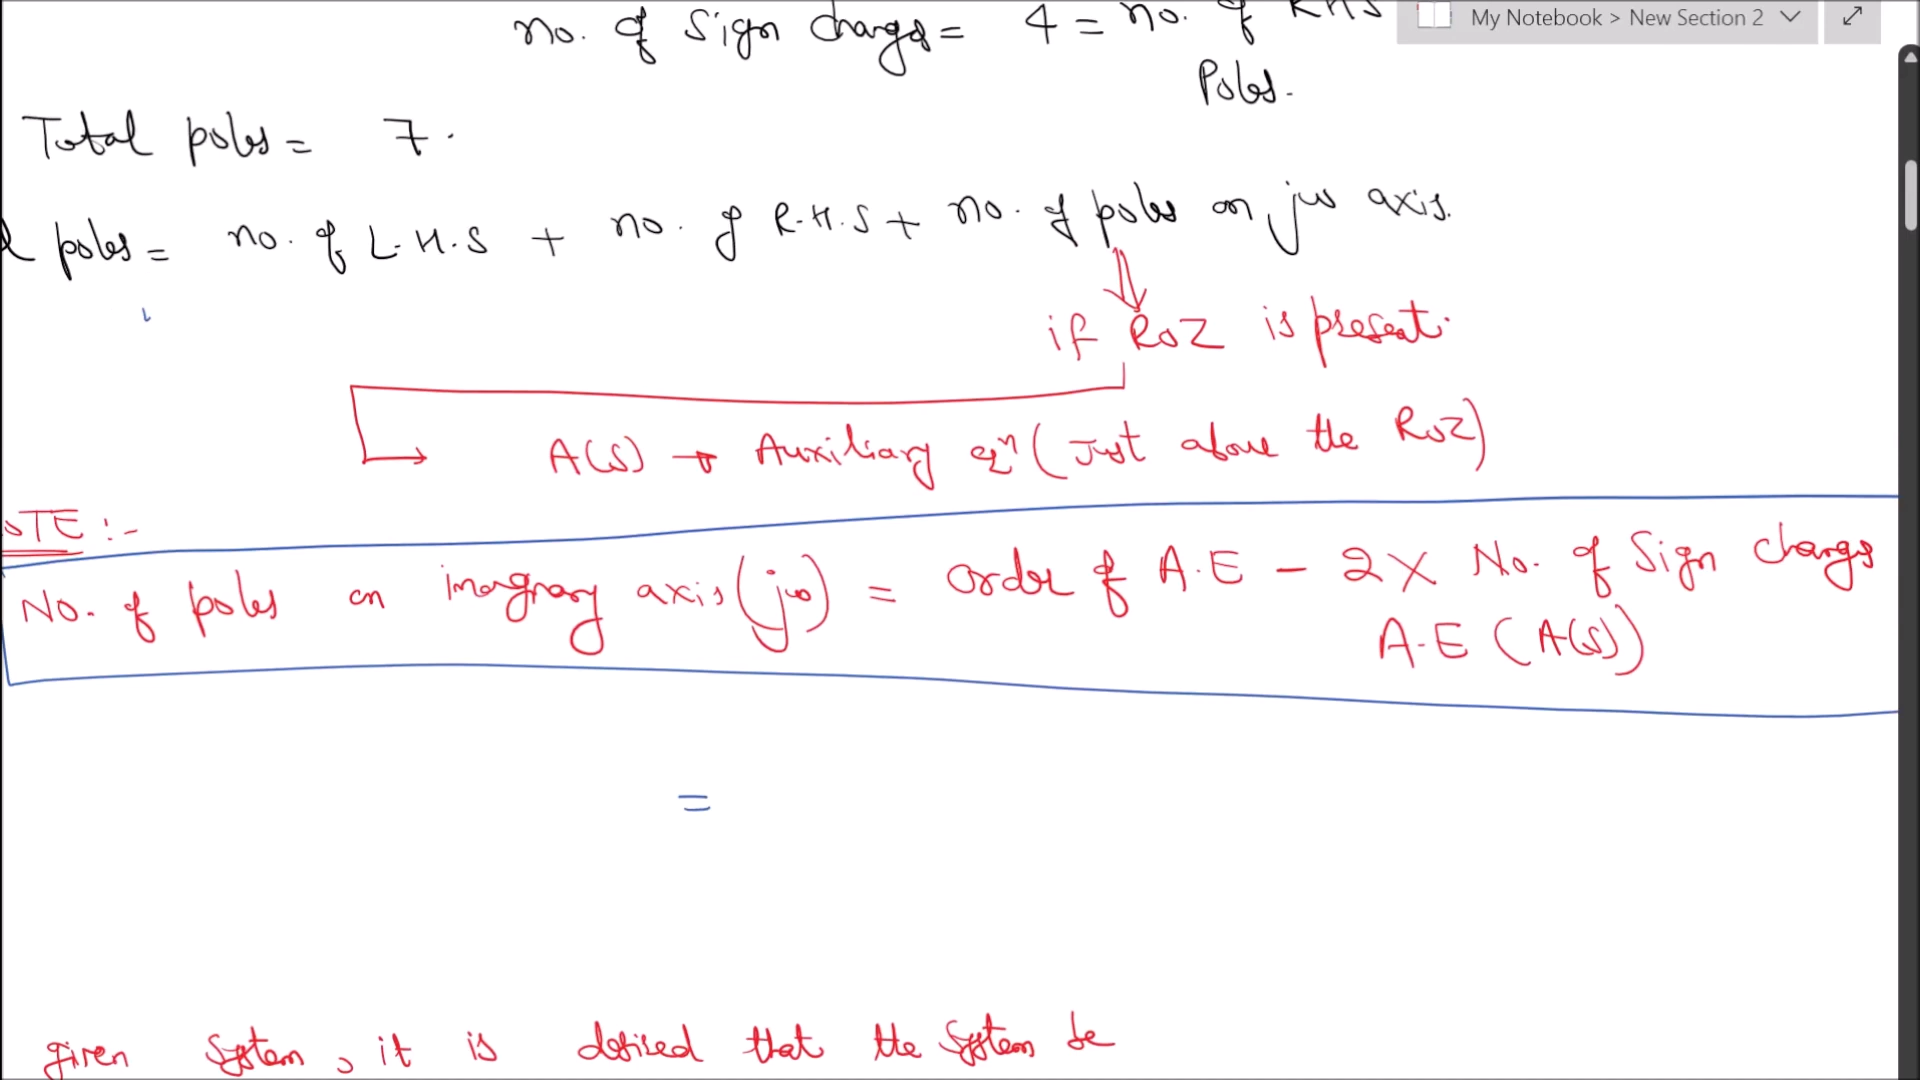 no. of Sign changes = 4 = no. of RHS
My Notebook > New Section 2
Poles.
Total poles = 7.
poles = no. of L.H.S + no. of R.H.S + no. of poles on jω axis.
if ROZ is present.
A(S) → Auxiliary eqⁿ (Just above the ROZ)
OTE :-
No. of poles on imaginary axis (jω) = order of A.E - 2 X No. of Sign changes
A.E (A(S))
=
given System, it is desired that the System be